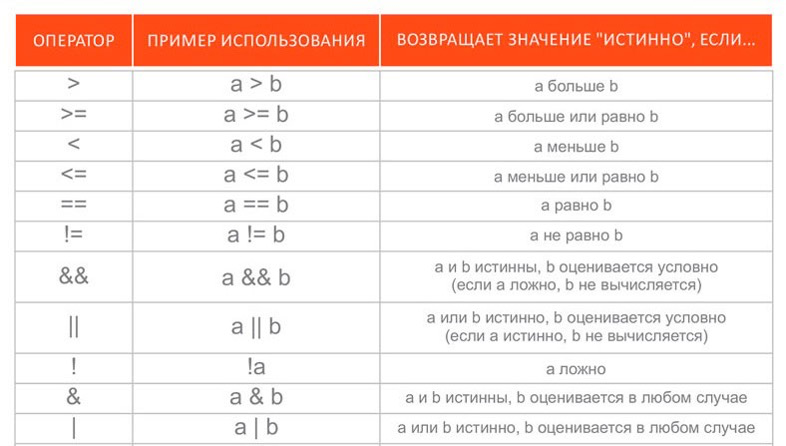 ОПЕРАТОР ПРИМЕР ИСПОЛЬЗОВАНИЯ ВОЗВРАЩАЕТ ЗНАЧЕНИЕ "ИСТИННО", ЕСЛИ...
> a > b а больше b
>= a >= b а больше или равно b
< a < b а меньше b
<= a <= b а меньше или равно b
== a == b а равно b
!= a != b а не равно b
&& a && b а и b истинны, b оценивается условно
(если а ложно, b не вычисляется)
|| a || b а или b истинно, b оценивается условно
(если а истинно, b не вычисляется)
! !a а ложно
& a & b а и b истинны, b оценивается в любом случае
| a | b а или b истинно, b оценивается в любом случае